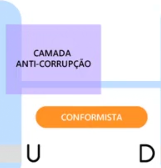 CAMADA
ANTI-CORRUPÇÃO
CONFORMISTA
U D